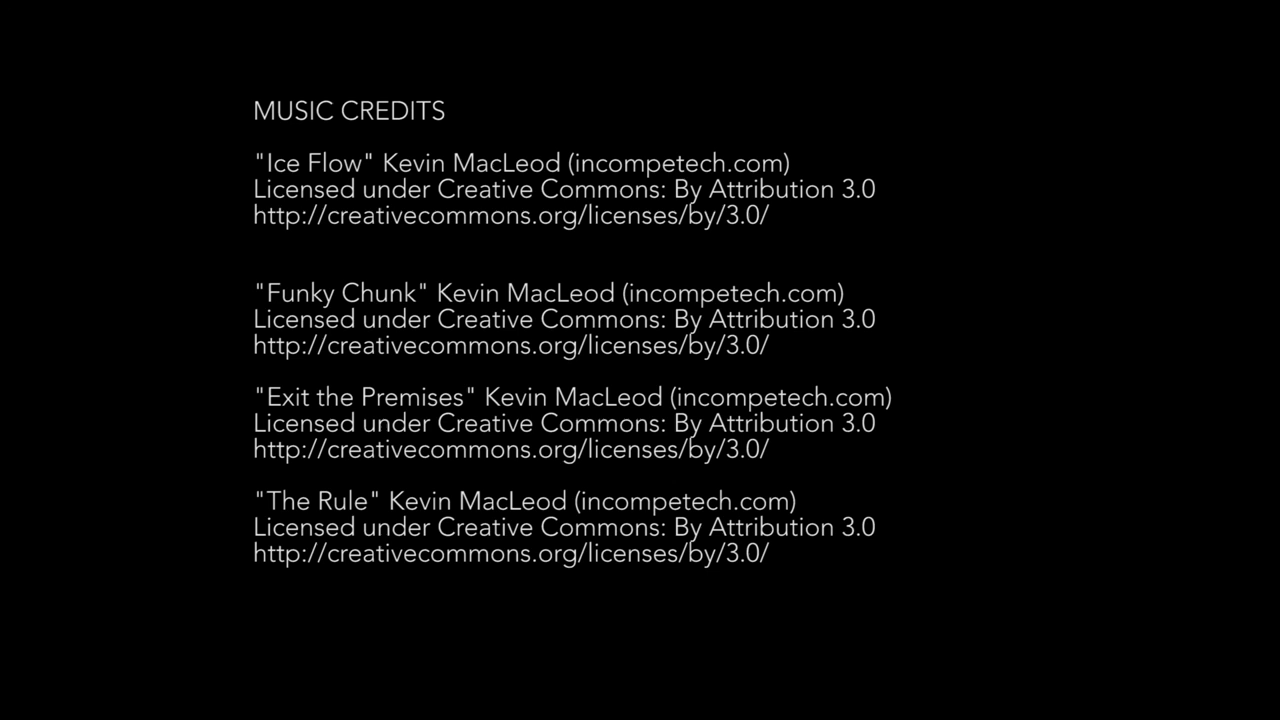 MUSIC CREDITS
"Ice Flow" Kevin MacLeod (incompetech.com)
Licensed under Creative Commons: By Attribution 3.0
http://creativecommons.org/licenses/by/3.0/
"Funky Chunk" Kevin MacLeod (incompetech.com)
Licensed under Creative Commons: By Attribution 3.0
http://creativecommons.org/licenses/by/3.0/
"Exit the Premises" Kevin MacLeod (incompetech.com)
Licensed under Creative Commons: By Attribution 3.0
http://creativecommons.org/licenses/by/3.0/
"The Rule" Kevin MacLeod (incompetech.com)
Licensed under Creative Commons: By Attribution 3.0
http://creativecommons.org/licenses/by/3.0/